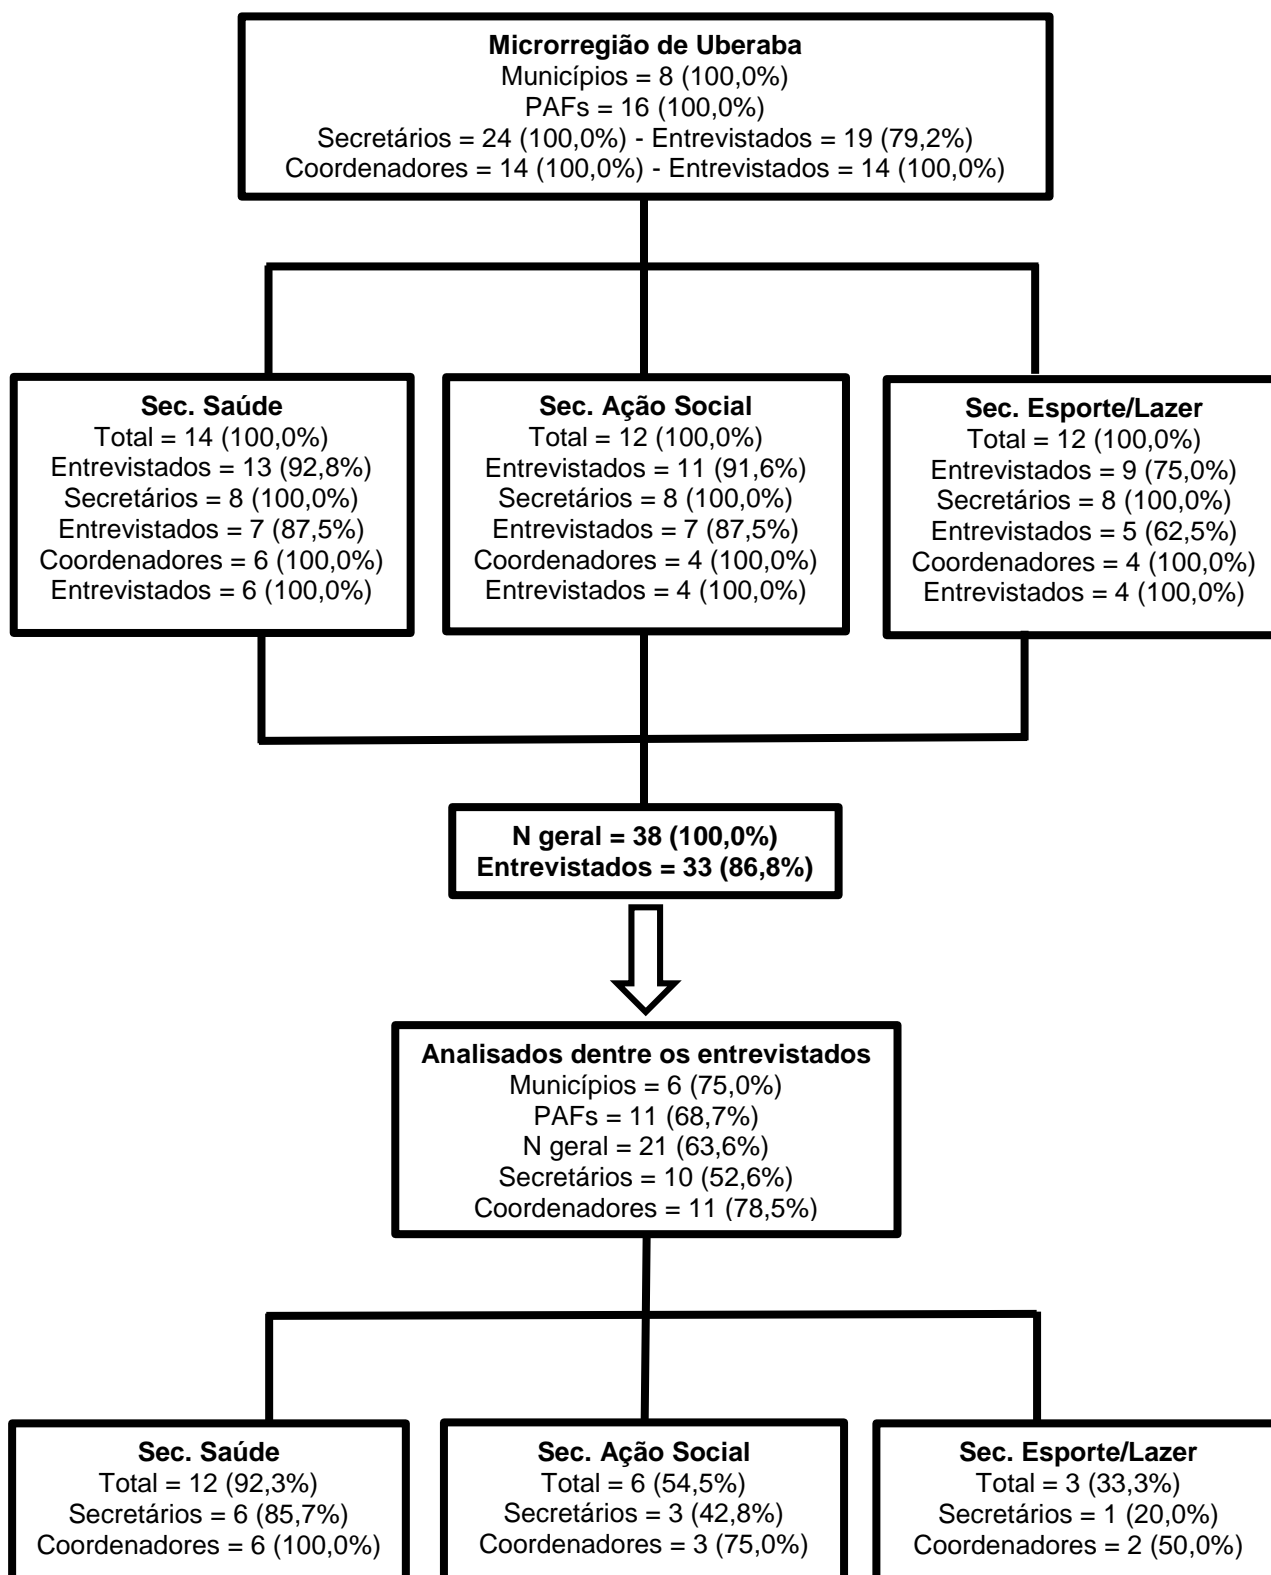 Microrregião de Uberaba
Municípios = 8 (100,0%)
PAFs = 16 (100,0%)
Secretários = 24 (100,0%) - Entrevistados = 19 (79,2%)
Coordenadores = 14 (100,0%) - Entrevistados = 14 (100,0%)
Sec. Saúde
Total = 14 (100,0%)
Entrevistados = 13 (92,8%)
Secretários = 8 (100,0%)
Entrevistados = 7 (87,5%)
Coordenadores = 6 (100,0%)
Entrevistados = 6 (100,0%)
Sec. Ação Social
Total = 12 (100,0%)
Entrevistados = 11 (91,6%)
Secretários = 8 (100,0%)
Entrevistados = 7 (87,5%)
Coordenadores = 4 (100,0%)
Entrevistados = 4 (100,0%)
Sec. Esporte/Lazer
Total = 12 (100,0%)
Entrevistados = 9 (75,0%)
Secretários = 8 (100,0%)
Entrevistados = 5 (62,5%)
Coordenadores = 4 (100,0%)
Entrevistados = 4 (100,0%)
N geral = 38 (100,0%)
Entrevistados = 33 (86,8%)
Analisados dentre os entrevistados
Municípios = 6 (75,0%)
PAFs = 11 (68,7%)
N geral = 21 (63,6%)
Secretários = 10 (52,6%)
Coordenadores = 11 (78,5%)
Sec. Saúde
Total = 12 (92,3%)
Secretários = 6 (85,7%)
Coordenadores = 6 (100,0%)
Sec. Ação Social
Total = 6 (54,5%)
Secretários = 3 (42,8%)
Coordenadores = 3 (75,0%)
Sec. Esporte/Lazer
Total = 3 (33,3%)
Secretários = 1 (20,0%)
Coordenadores = 2 (50,0%)